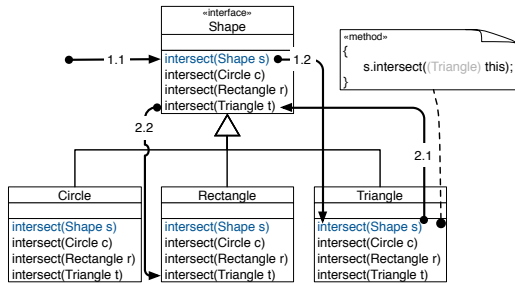 «interface»
Shape
intersect(Shape s)
intersect(Circle c)
intersect(Rectangle r)
intersect(Triangle t)
1.1
1.2
«method»
{
s.intersect((Triangle) this);
}
2.2
2.1
Circle
intersect(Shape s)
intersect(Circle c)
intersect(Rectangle r)
intersect(Triangle t)
Rectangle
intersect(Shape s)
intersect(Circle c)
intersect(Rectangle r)
intersect(Triangle t)
Triangle
intersect(Shape s)
intersect(Circle c)
intersect(Rectangle r)
intersect(Triangle t)